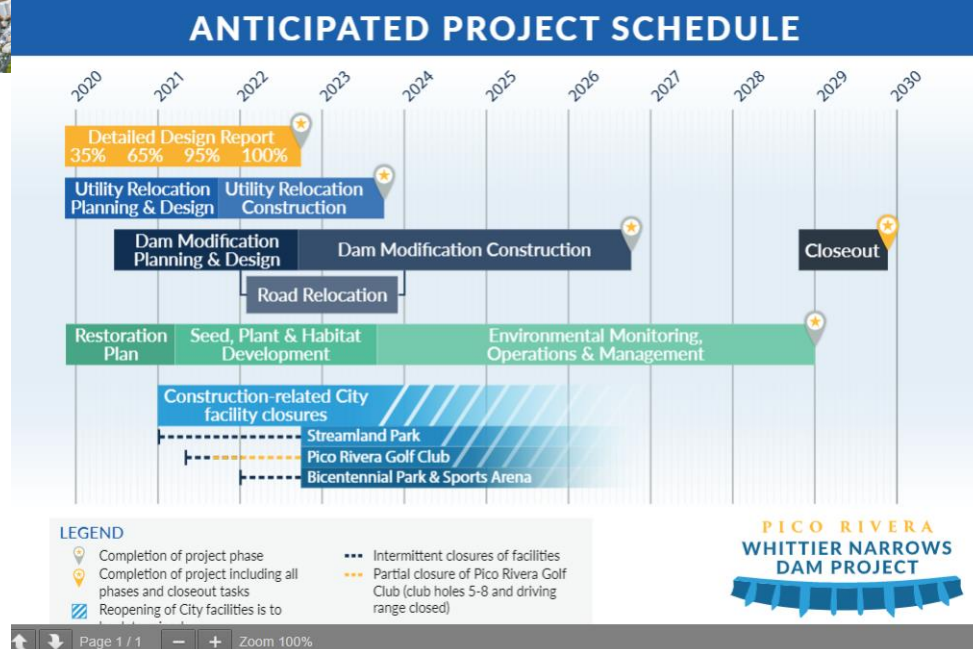 ANTICIPATED PROJECT SCHEDULE
2020 2021 2022 2023 2024 2025 2026 2027 2028 2029 2030
Detailed Design Report
35% 65% 95% 100%
Utility Relocation
Planning & Design
Utility Relocation
Construction
Dam Modification
Planning & Design
Dam Modification Construction
Closeout
Road Relocation
Restoration
Plan
Seed, Plant & Habitat
Development
Environmental Monitoring,
Operations & Management
Construction-related City
facility closures
Streamland Park
Pico Rivera Golf Club
Bicentennial Park & Sports Arena
LEGEND
Completion of project phase
Completion of project including all
phases and closeout tasks
Reopening of City facilities is to
Intermittent closures of facilities
Partial closure of Pico Rivera Golf
Club (club holes 5-8 and driving
range closed)
PICO RIVERA
WHITTIER NARROWS
DAM PROJECT
Page 1 / 1
Zoom 100%